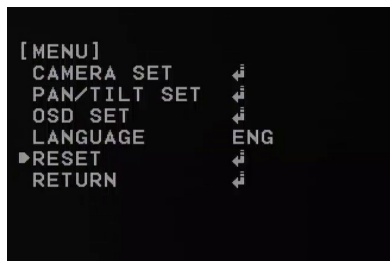 [MENU]
CAMERA SET ↲
PAN/TILT SET ↲
OSD SET ↲
LANGUAGE ENG
▶RESET ↲
RETURN ↲